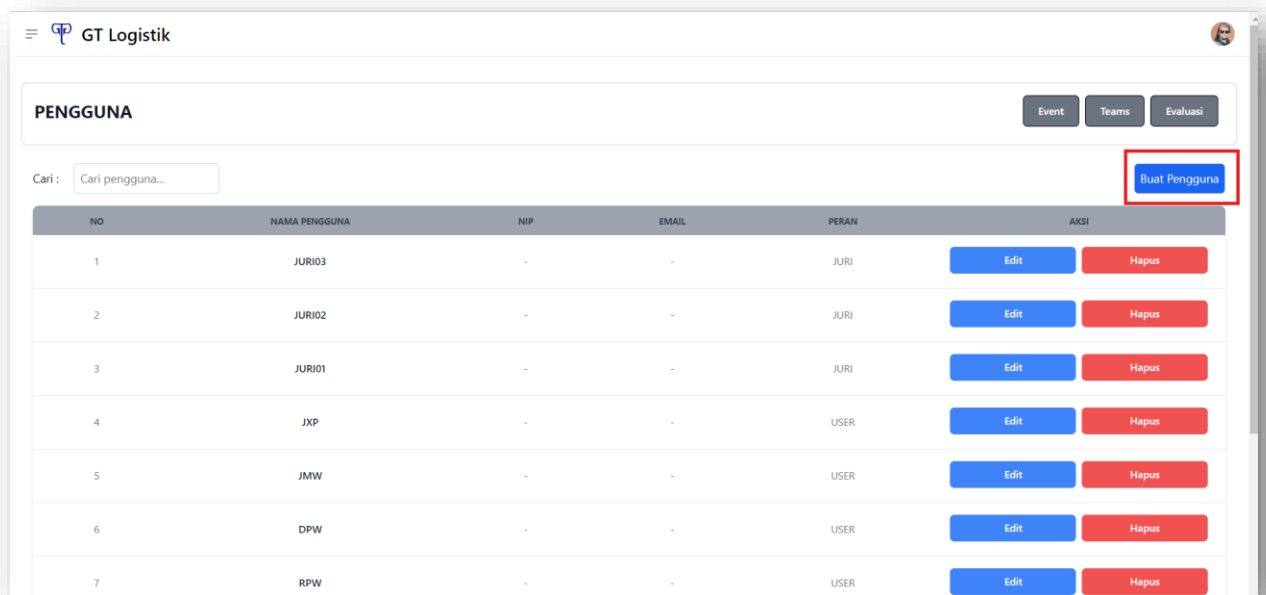 GT Logistik
PENGGUNA
Event Teams Evaluasi
Cari : Cari pengguna... Buat Pengguna
NO NAMA PENGGUNA NIP EMAIL PERAN AKSI
1 JURI03 - - JURI Edit Hapus
2 JURI02 - - JURI Edit Hapus
3 JURI01 - - JURI Edit Hapus
4 JXP - - USER Edit Hapus
5 JMW - - USER Edit Hapus
6 DPW - - USER Edit Hapus
7 RPW - - USER Edit Hapus